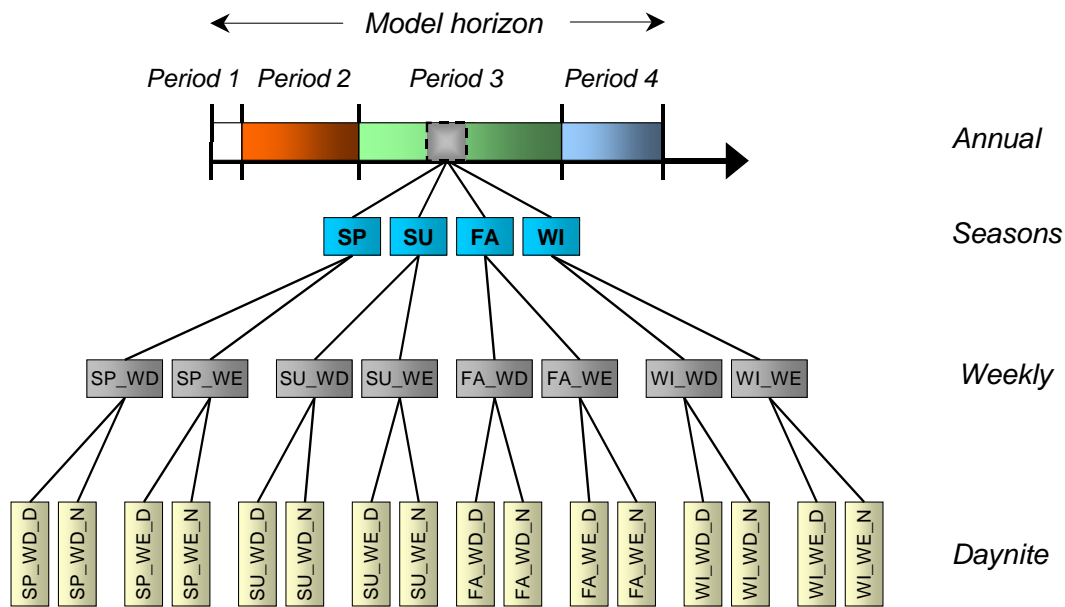 Model horizon
Period 1 Period 2 Period 3 Period 4
Annual
SP SU FA WI
Seasons
SP_WD SP_WE SU_WD SU_WE FA_WD FA_WE WI_WD WI_WE
Weekly
SP_WD_D SP_WD_N SP_WE_D SP_WE_N SU_WD_D SU_WD_N SU_WE_D SU_WE_N FA_WD_D FA_WD_N FA_WE_D FA_WE_N WI_WD_D WI_WD_N WI_WE_D WI_WE_N
Daynite